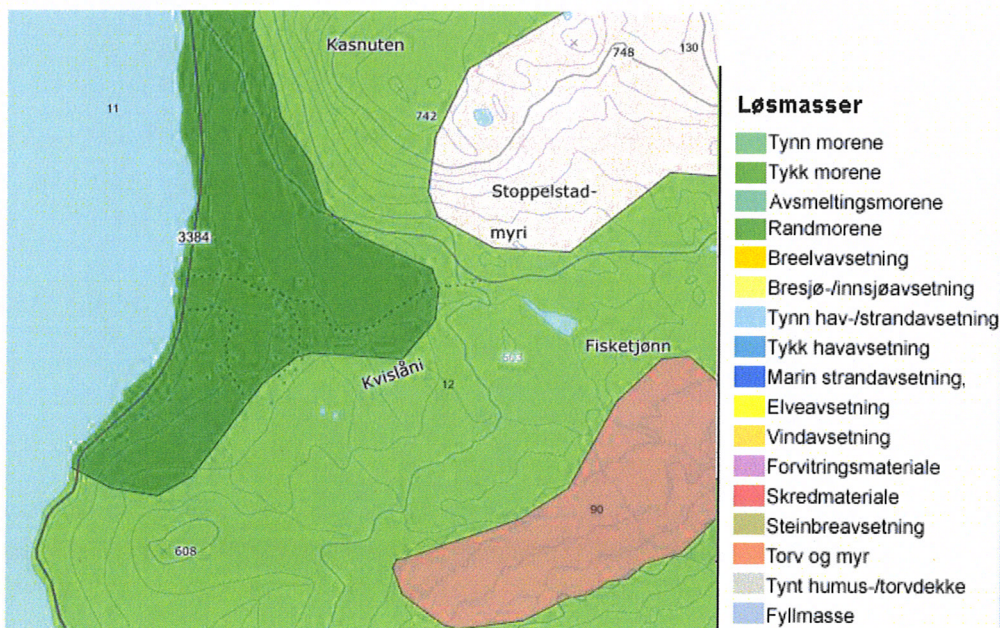 Kasnuten
748
130
11
742
Stoppelstad-
myri
3384
Fisketjønn
Kvislåni
12
90
608
Løsmasser
Tynn morene
Tykk morene
Avsmeltingsmorene
Randmorene
Breelvavsetning
Bresjø-/innsjøavsetning
Tynn hav-/strandavsetning
Tykk havavsetning
Marin strandavsetning,
Elveavsetning
Vindavsetning
Forvitringsmateriale
Skredmateriale
Steinbreavsetning
Torv og myr
Tynt humus-/torvdekke
Fyllmasse